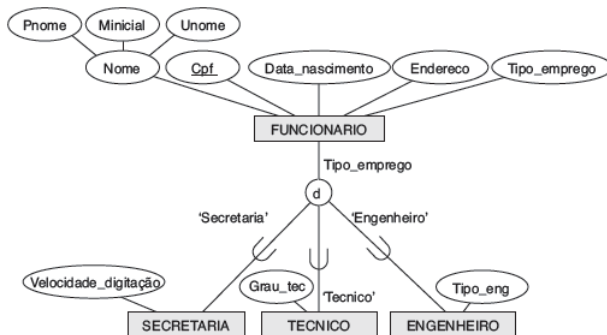 Pnome Minicial Unome
Nome Cpf Data_nascimento Endereco Tipo_emprego
FUNCIONARIO
Tipo_emprego
d
'Secretaria' 'Engenheiro'
Velocidade_digitação Grau_tec 'Tecnico' Tipo_eng
SECRETARIA TECNICO ENGENHEIRO